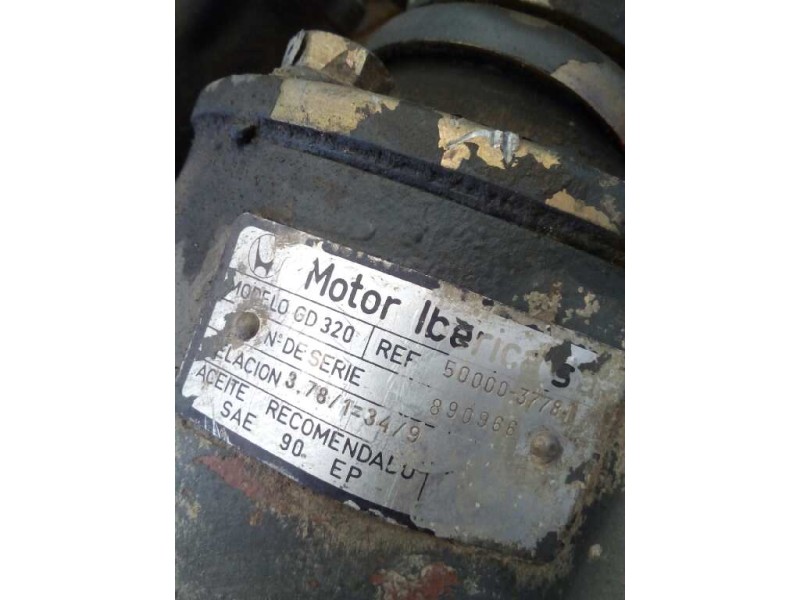 Motor Iberica S
MODELO GD 320 REF 50000-3778
Nº DE SERIE 890968
RELACION 3.78/1=34/9
ACEITE RECOMENDADO
SAE 90 EP